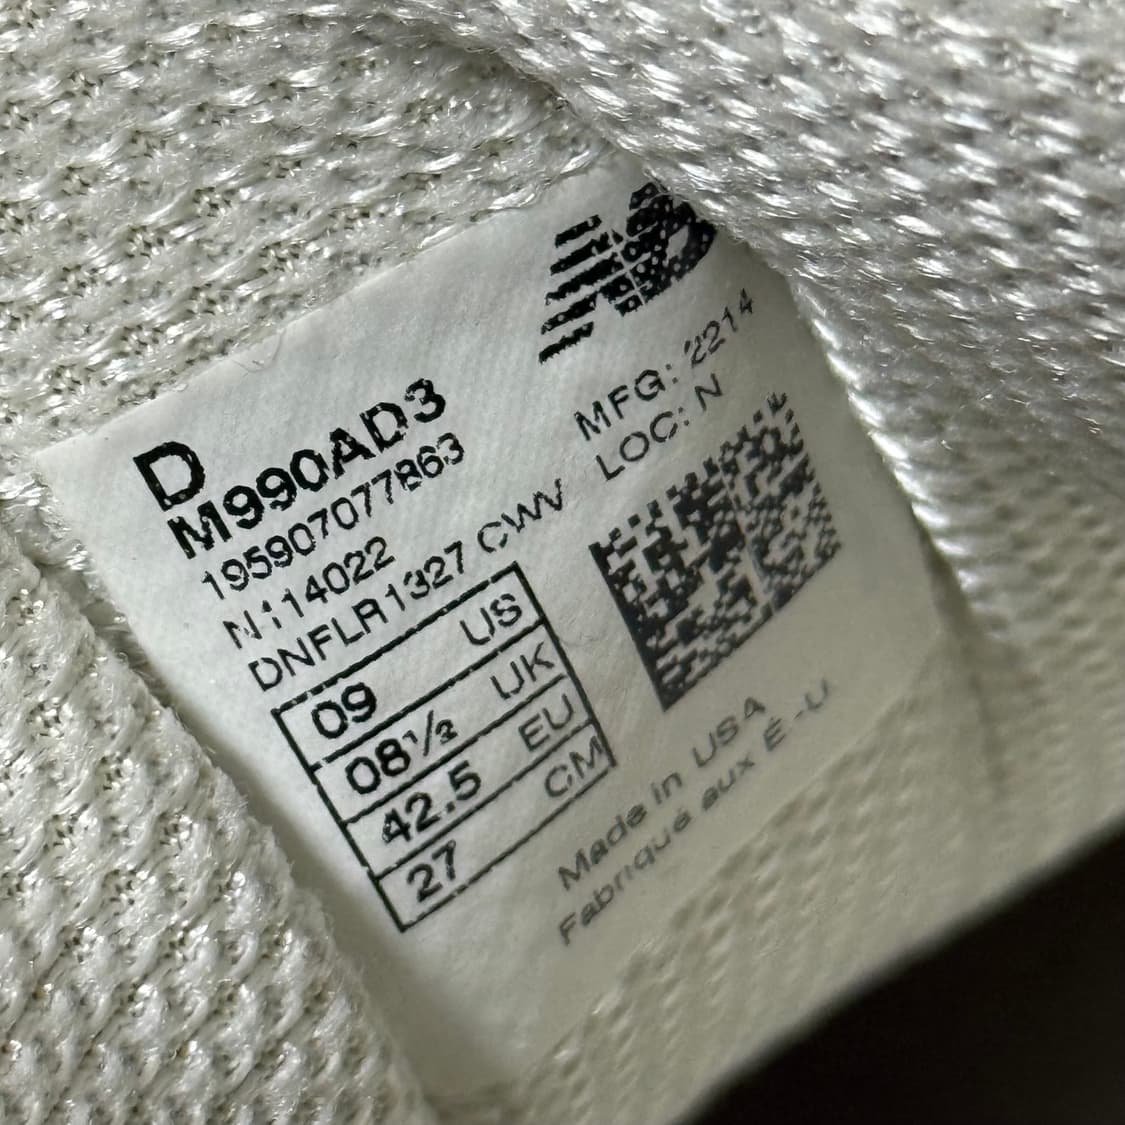 NB
MFG: 2214
LOC: N
D
M990AD3
195907077863
N-114022
DNFLR1327 CWV
09 US
08½ UK
42.5 EU
27 CM
Made in USA
Fabriqué aux É-U